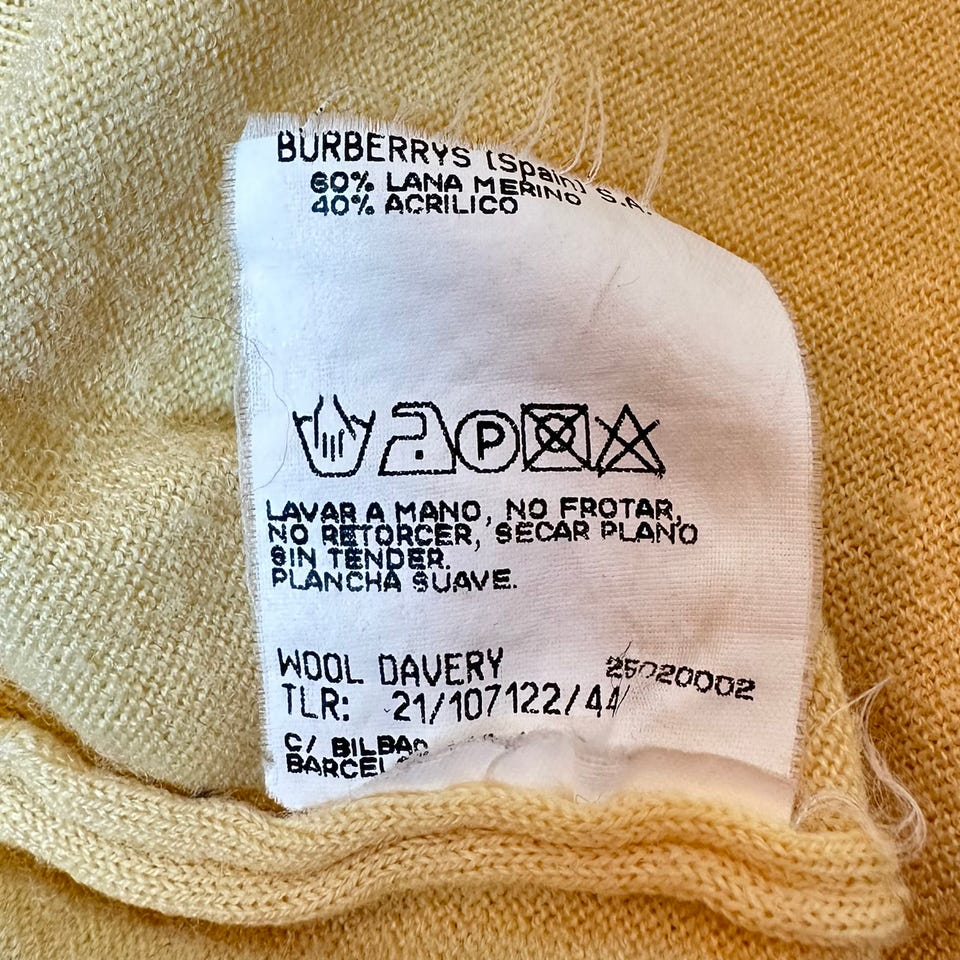 BURBERRYS (Spain) S.A.
60% LANA MERINO
40% ACRILICO
P
LAVAR A MANO, NO FROTAR,
NO RETORCER, SECAR PLANO
SIN TENDER.
PLANCHA SUAVE.
WOOL DAVERY 25020002
TLR: 21/107122/44
C/ BILBAO